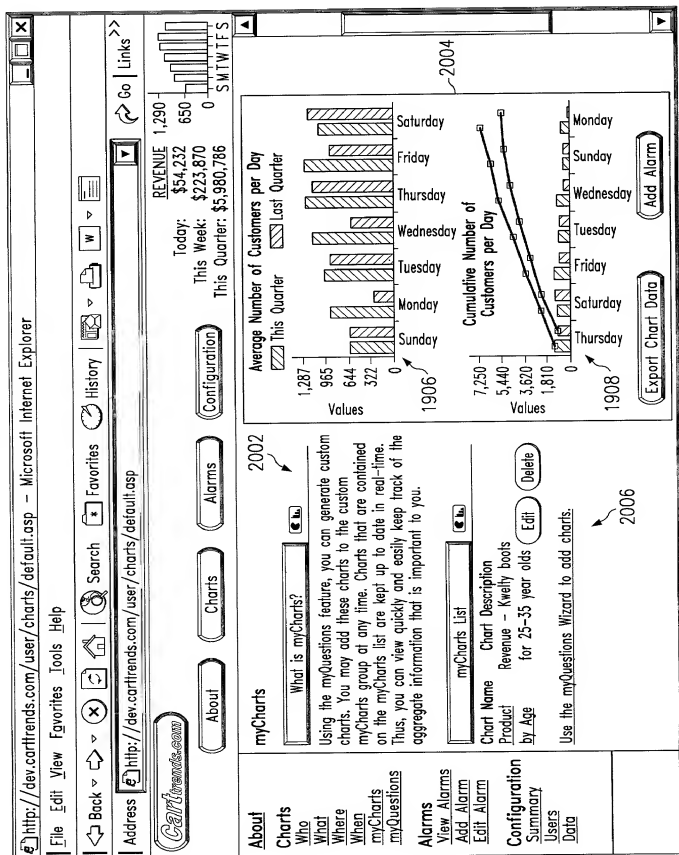 http://dev.carttrends.com/user/charts/default.asp - Microsoft Internet Explorer
File Edit View Favorites Tools Help
Back Search Favorites History W
Address http://dev.carttrends.com/user/charts/default.asp Go Links >>
Carttrends.com
REVENUE
Today: $54,232
This Week: $223,870
This Quarter: $5,980,786
1,290
650
0
S M T W T F S
About Charts Alarms Configuration
About
Charts
Who
What
Where
When
myCharts
myQuestions
Alarms
View Alarms
Add Alarm
Edit Alarm
Configuration
Summary
Users
Data
myCharts
2002
What is myCharts?
Using the myQuestions feature, you can generate custom
charts. You may add these charts to the custom
myCharts group at any time. Charts that are contained
on the myCharts list are kept up to date in real-time.
Thus, you can view quickly and easily keep track of the
aggregate information that is important to you.
myCharts List
Chart Name Chart Description
Product Revenue - Kwelty boots
by Age for 25-35 year olds Edit Delete
Use the myQuestions Wizard to add charts.
2006
2004
Average Number of Customers per Day
This Quarter Last Quarter
1,287
965
644
322
0
Values
Sunday Monday Tuesday Wednesday Thursday Friday Saturday
1906
Cumulative Number of
Customers per Day
7,250
5,440
3,620
1,810
0
Values
Thursday Saturday Friday Tuesday Wednesday Sunday Monday
1908
Export Chart Data Add Alarm